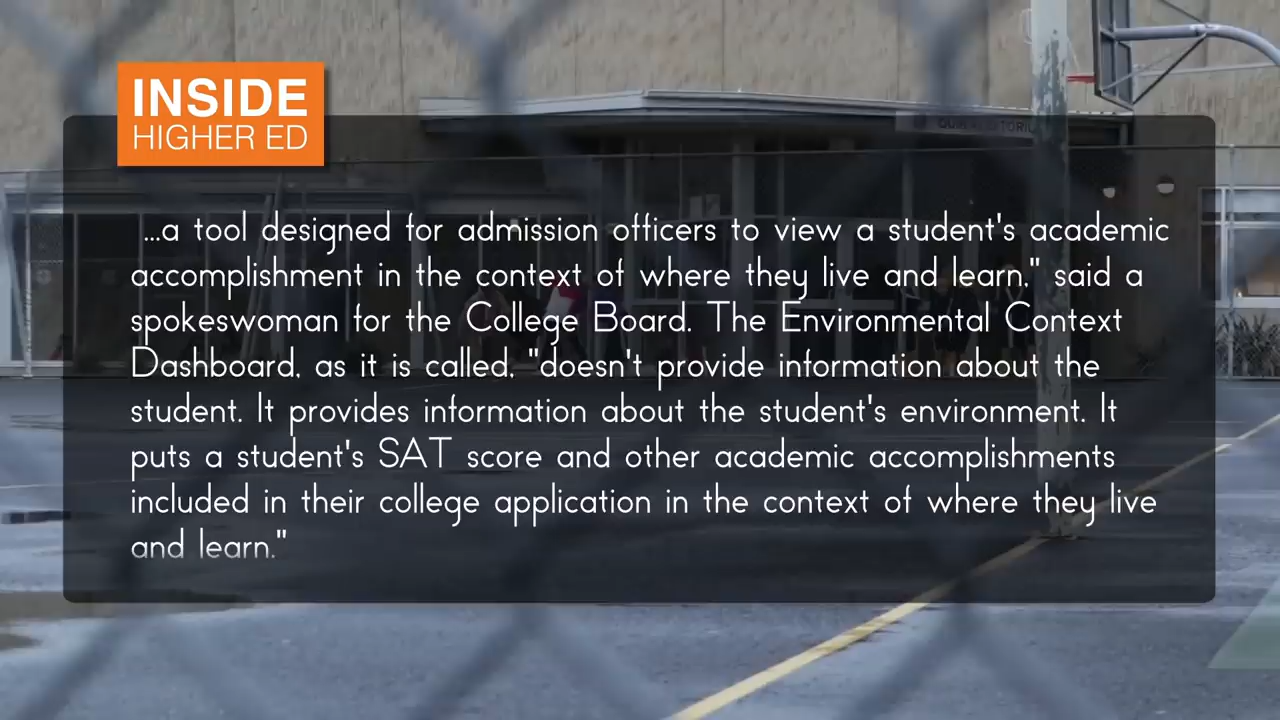 INSIDE
HIGHER ED
...a tool designed for admission officers to view a student's academic
accomplishment in the context of where they live and learn," said a
spokeswoman for the College Board. The Environmental Context
Dashboard, as it is called, "doesn't provide information about the
student. It provides information about the student's environment. It
puts a student's SAT score and other academic accomplishments
included in their college application in the context of where they live
and learn."